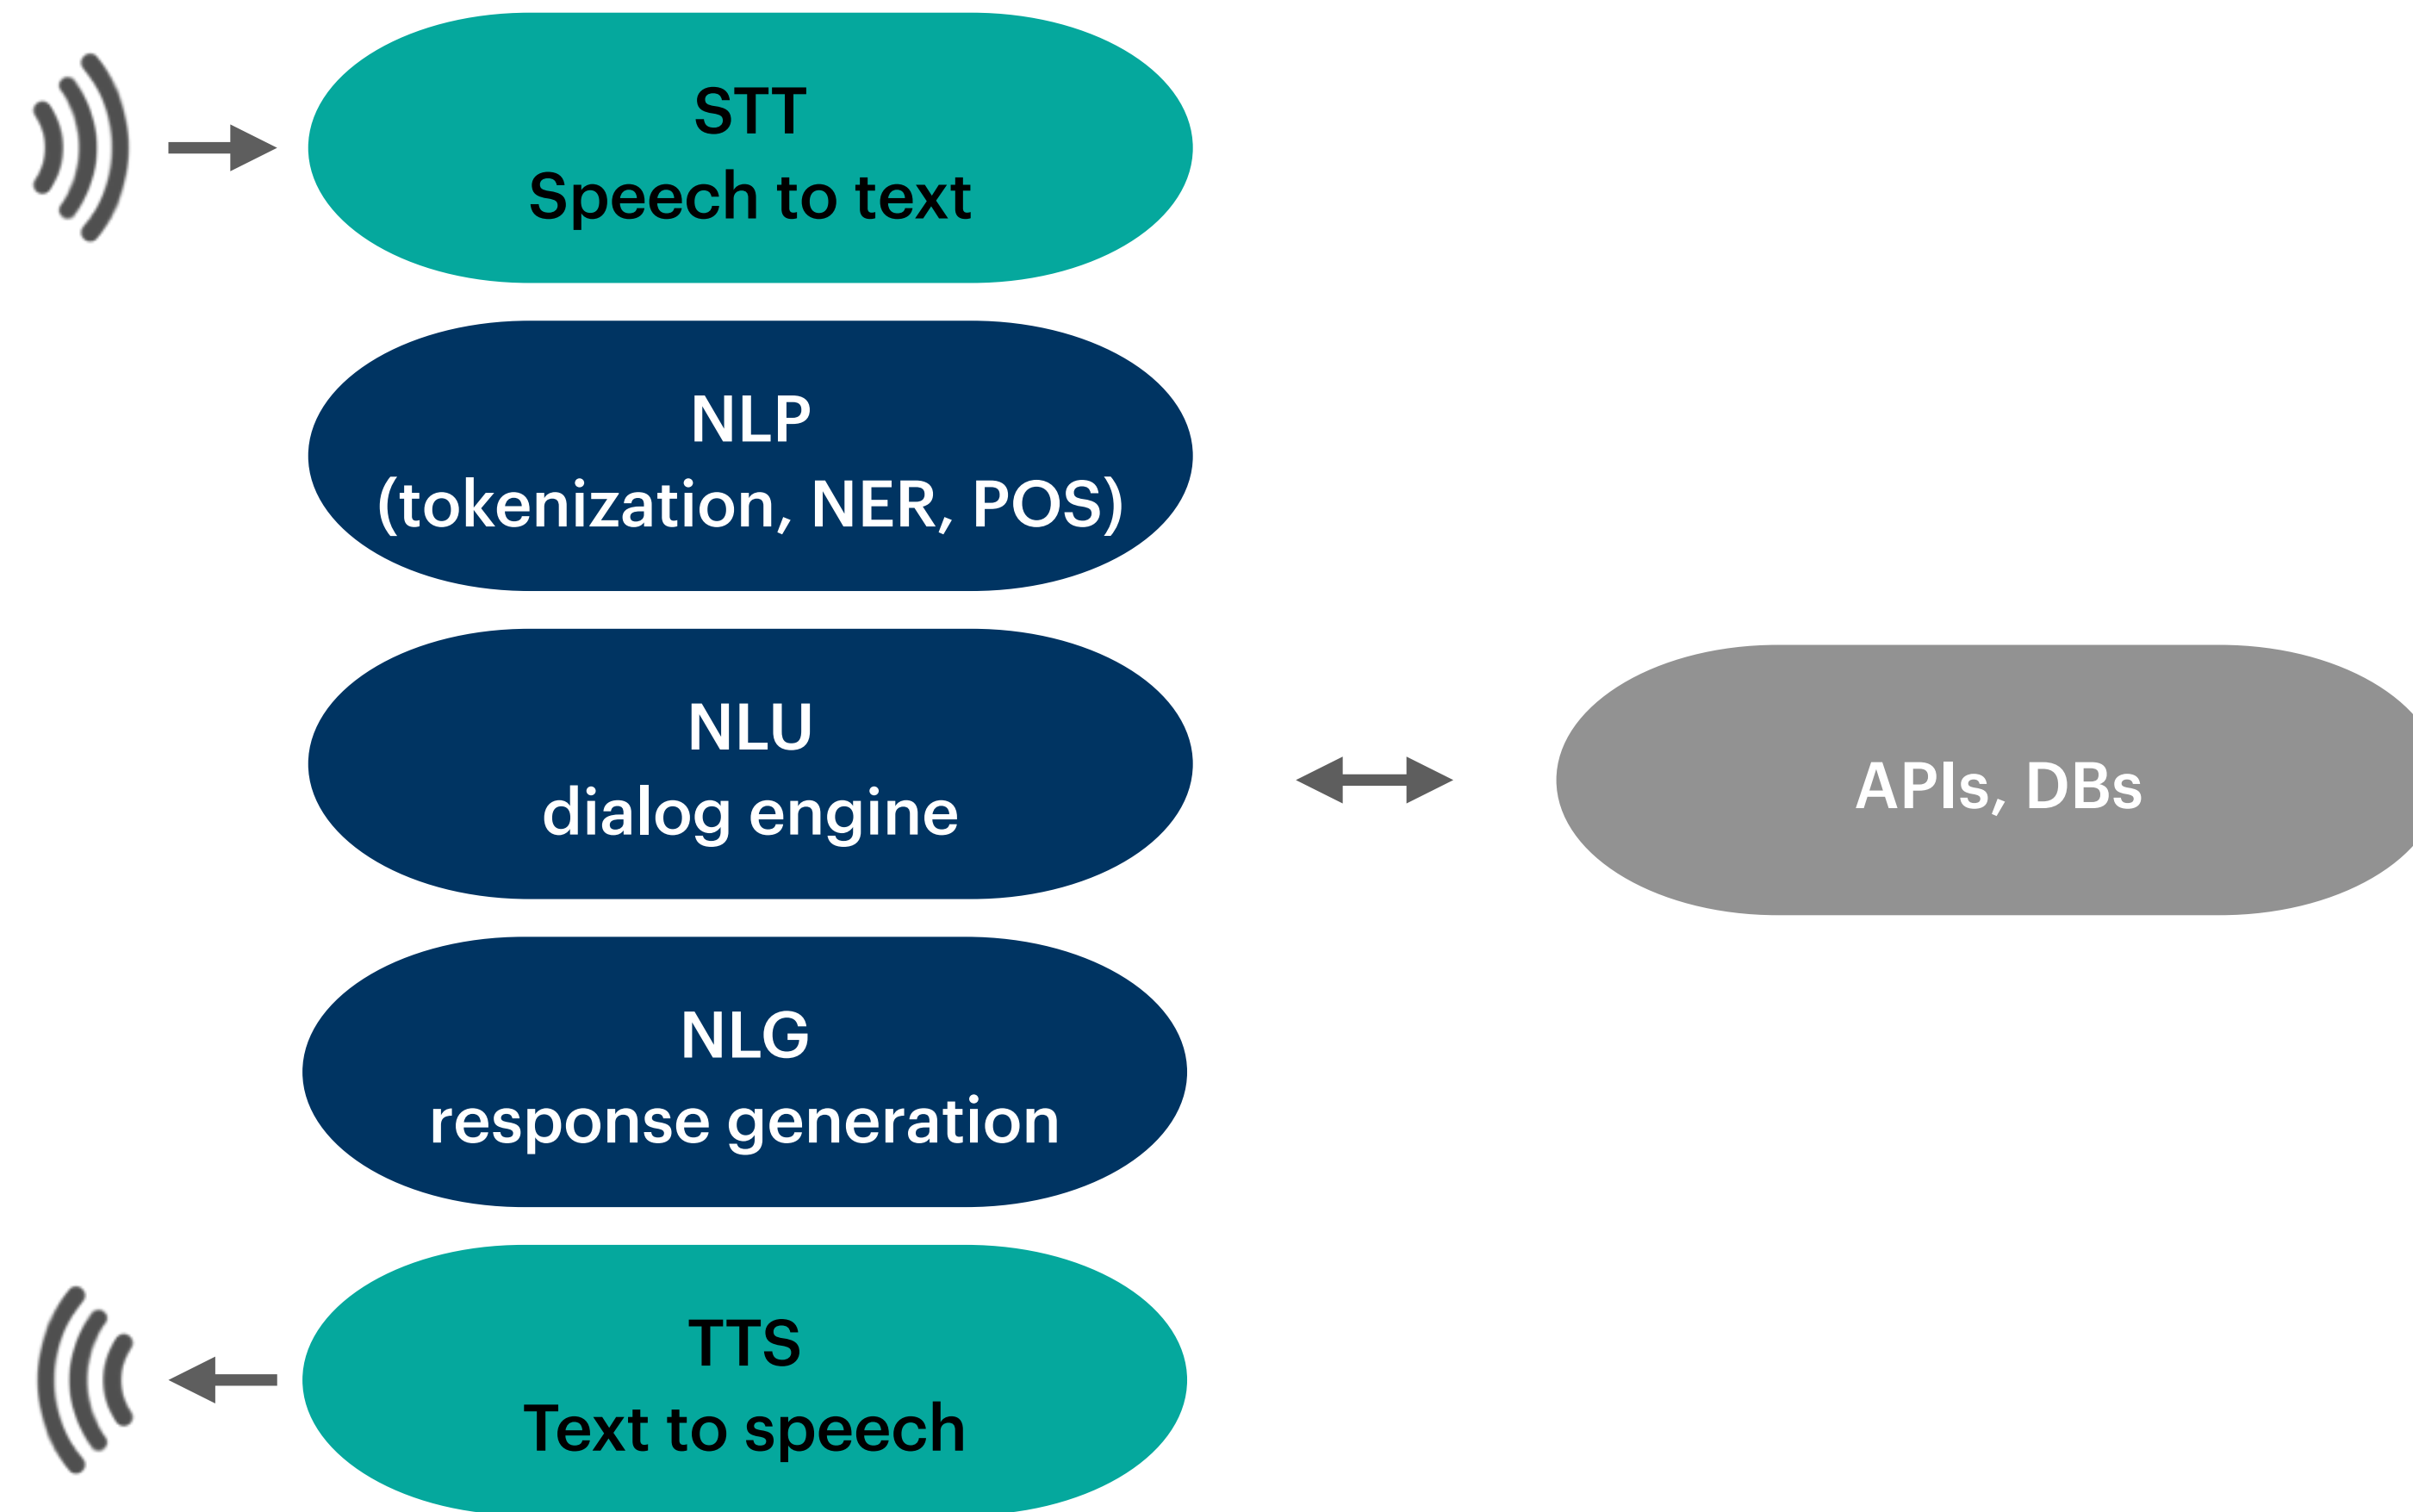 STT
Speech to text
NLP
(tokenization, NER, POS)
NLU
dialog engine
APIs, DBs
NLG
response generation
TTS
Text to speech